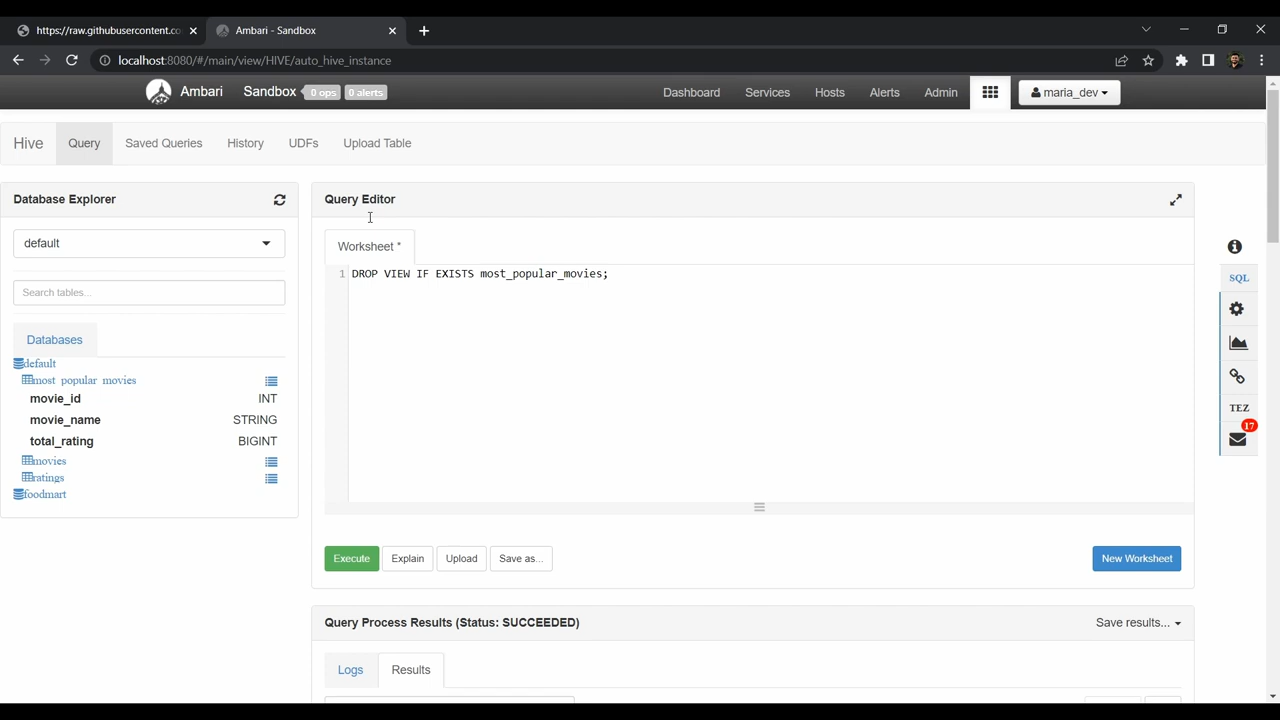 https://raw.githubusercontent.co
Ambari - Sandbox
localhost:8080/#/main/view/HIVE/auto_hive_instance
Ambari Sandbox 0 ops 0 alerts Dashboard Services Hosts Alerts Admin maria_dev
Hive Query Saved Queries History UDFs Upload Table
Database Explorer
default
Search tables...
Databases
default
most_popular_movies
movie_id INT
movie_name STRING
total_rating BIGINT
movies
ratings
foodmart
Query Editor
Worksheet *
1 DROP VIEW IF EXISTS most_popular_movies;
Execute Explain Upload Save as... New Worksheet
Query Process Results (Status: SUCCEEDED) Save results...
Logs Results
SQL
TEZ
17